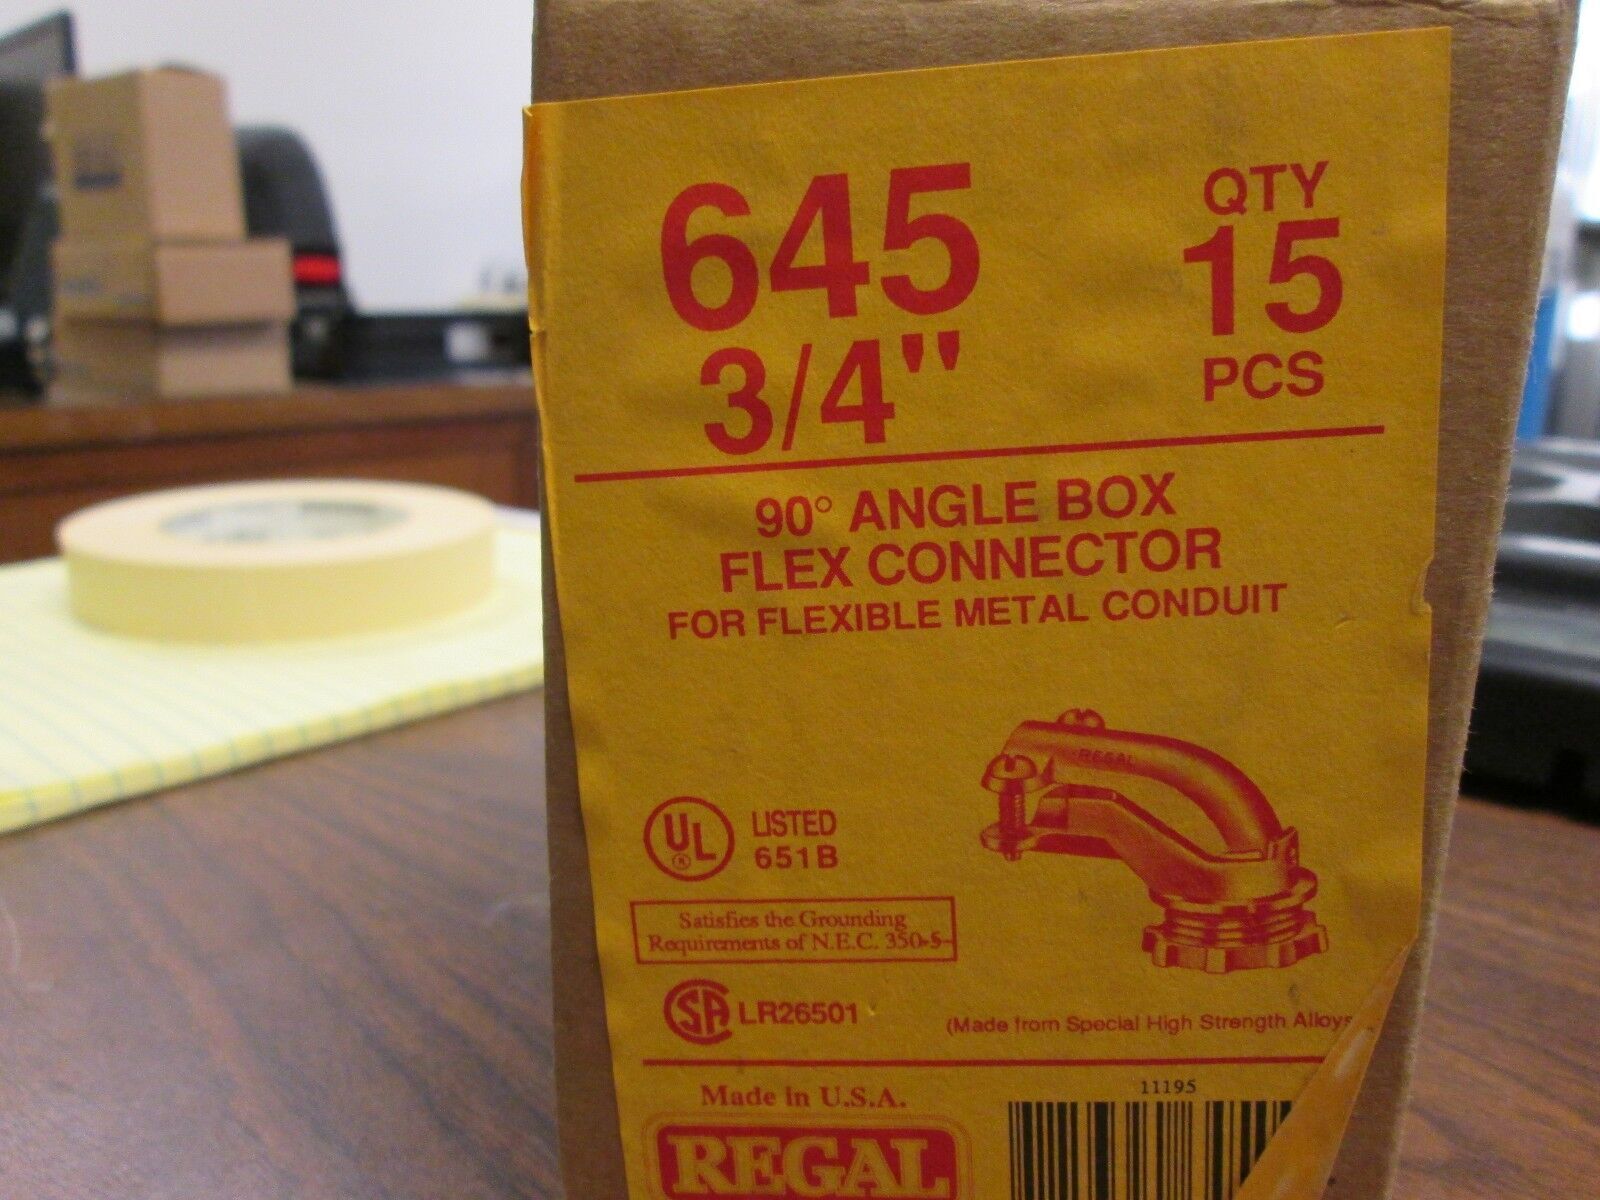 645
3/4"
QTY
15
PCS
90° ANGLE BOX
FLEX CONNECTOR
FOR FLEXIBLE METAL CONDUIT
REGAL
UL
®
LISTED
651B
Satisfies the Grounding
Requirements of N.E.C. 350-5
SA LR26501
(Made from Special High Strength Alloys
Made in U.S.A.
11195
REGAL